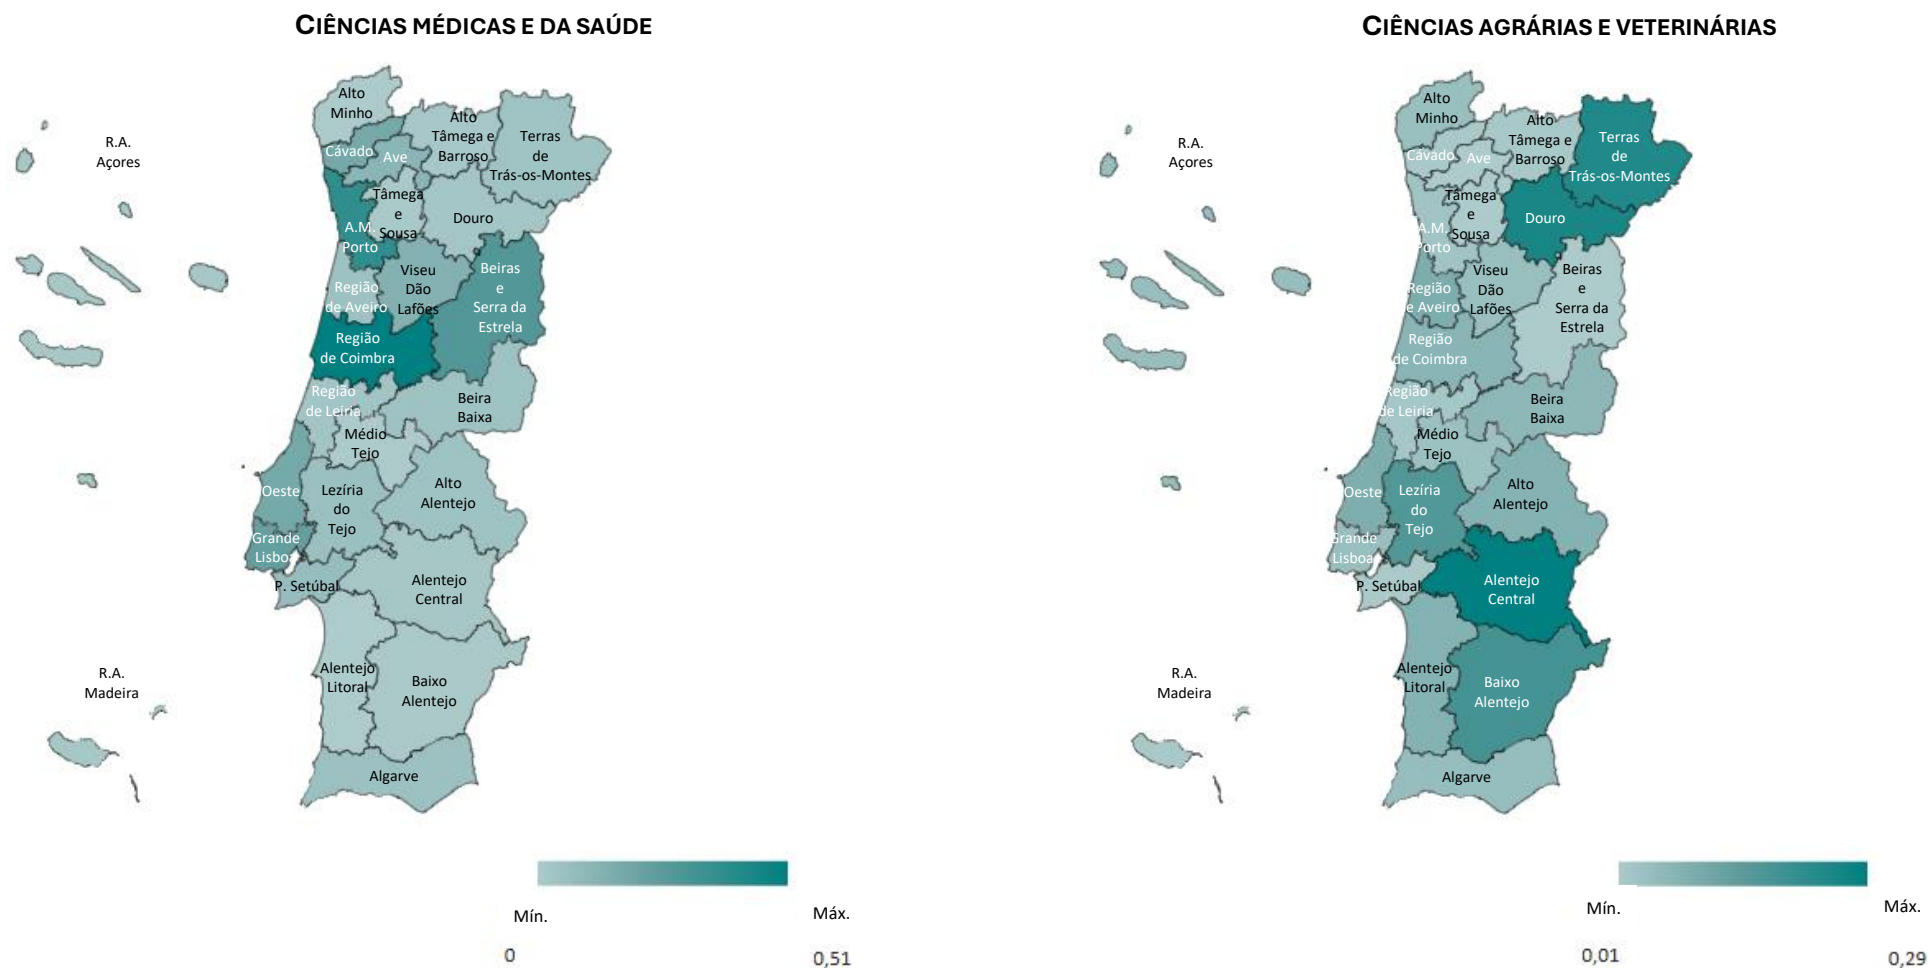 CIÊNCIAS MÉDICAS E DA SAÚDE
Alto
Minho
R.A.
Açores
Cávado
Ave
Alto
Tâmega e
Barroso
Terras
de
Trás-os-Montes
Tâmega
e
Sousa
A.M.
Porto
Douro
Região
de Aveiro
Viseu
Dão
Lafões
Beiras
e
Serra da
Estrela
Região
de Coimbra
Região
de Leiria
Beira
Baixa
Médio
Tejo
Oeste
Lezíria
do
Tejo
Alto
Alentejo
Grande
Lisboa
P. Setúbal
Alentejo
Central
R.A.
Madeira
Alentejo
Litoral
Baixo
Alentejo
Algarve
Mín.
Máx.
0
0,51
CIÊNCIAS AGRÁRIAS E VETERINÁRIAS
Alto
Minho
R.A.
Açores
Cávado
Ave
Alto
Tâmega e
Barroso
Terras
de
Trás-os-Montes
Tâmega
e
Sousa
A.M.
Porto
Douro
Região
de Aveiro
Viseu
Dão
Lafões
Beiras
e
Serra da
Estrela
Região
de Coimbra
Região
de Leiria
Beira
Baixa
Médio
Tejo
Oeste
Lezíria
do
Tejo
Alto
Alentejo
Grande
Lisboa
P. Setúbal
Alentejo
Central
R.A.
Madeira
Alentejo
Litoral
Baixo
Alentejo
Algarve
Mín.
Máx.
0,01
0,29